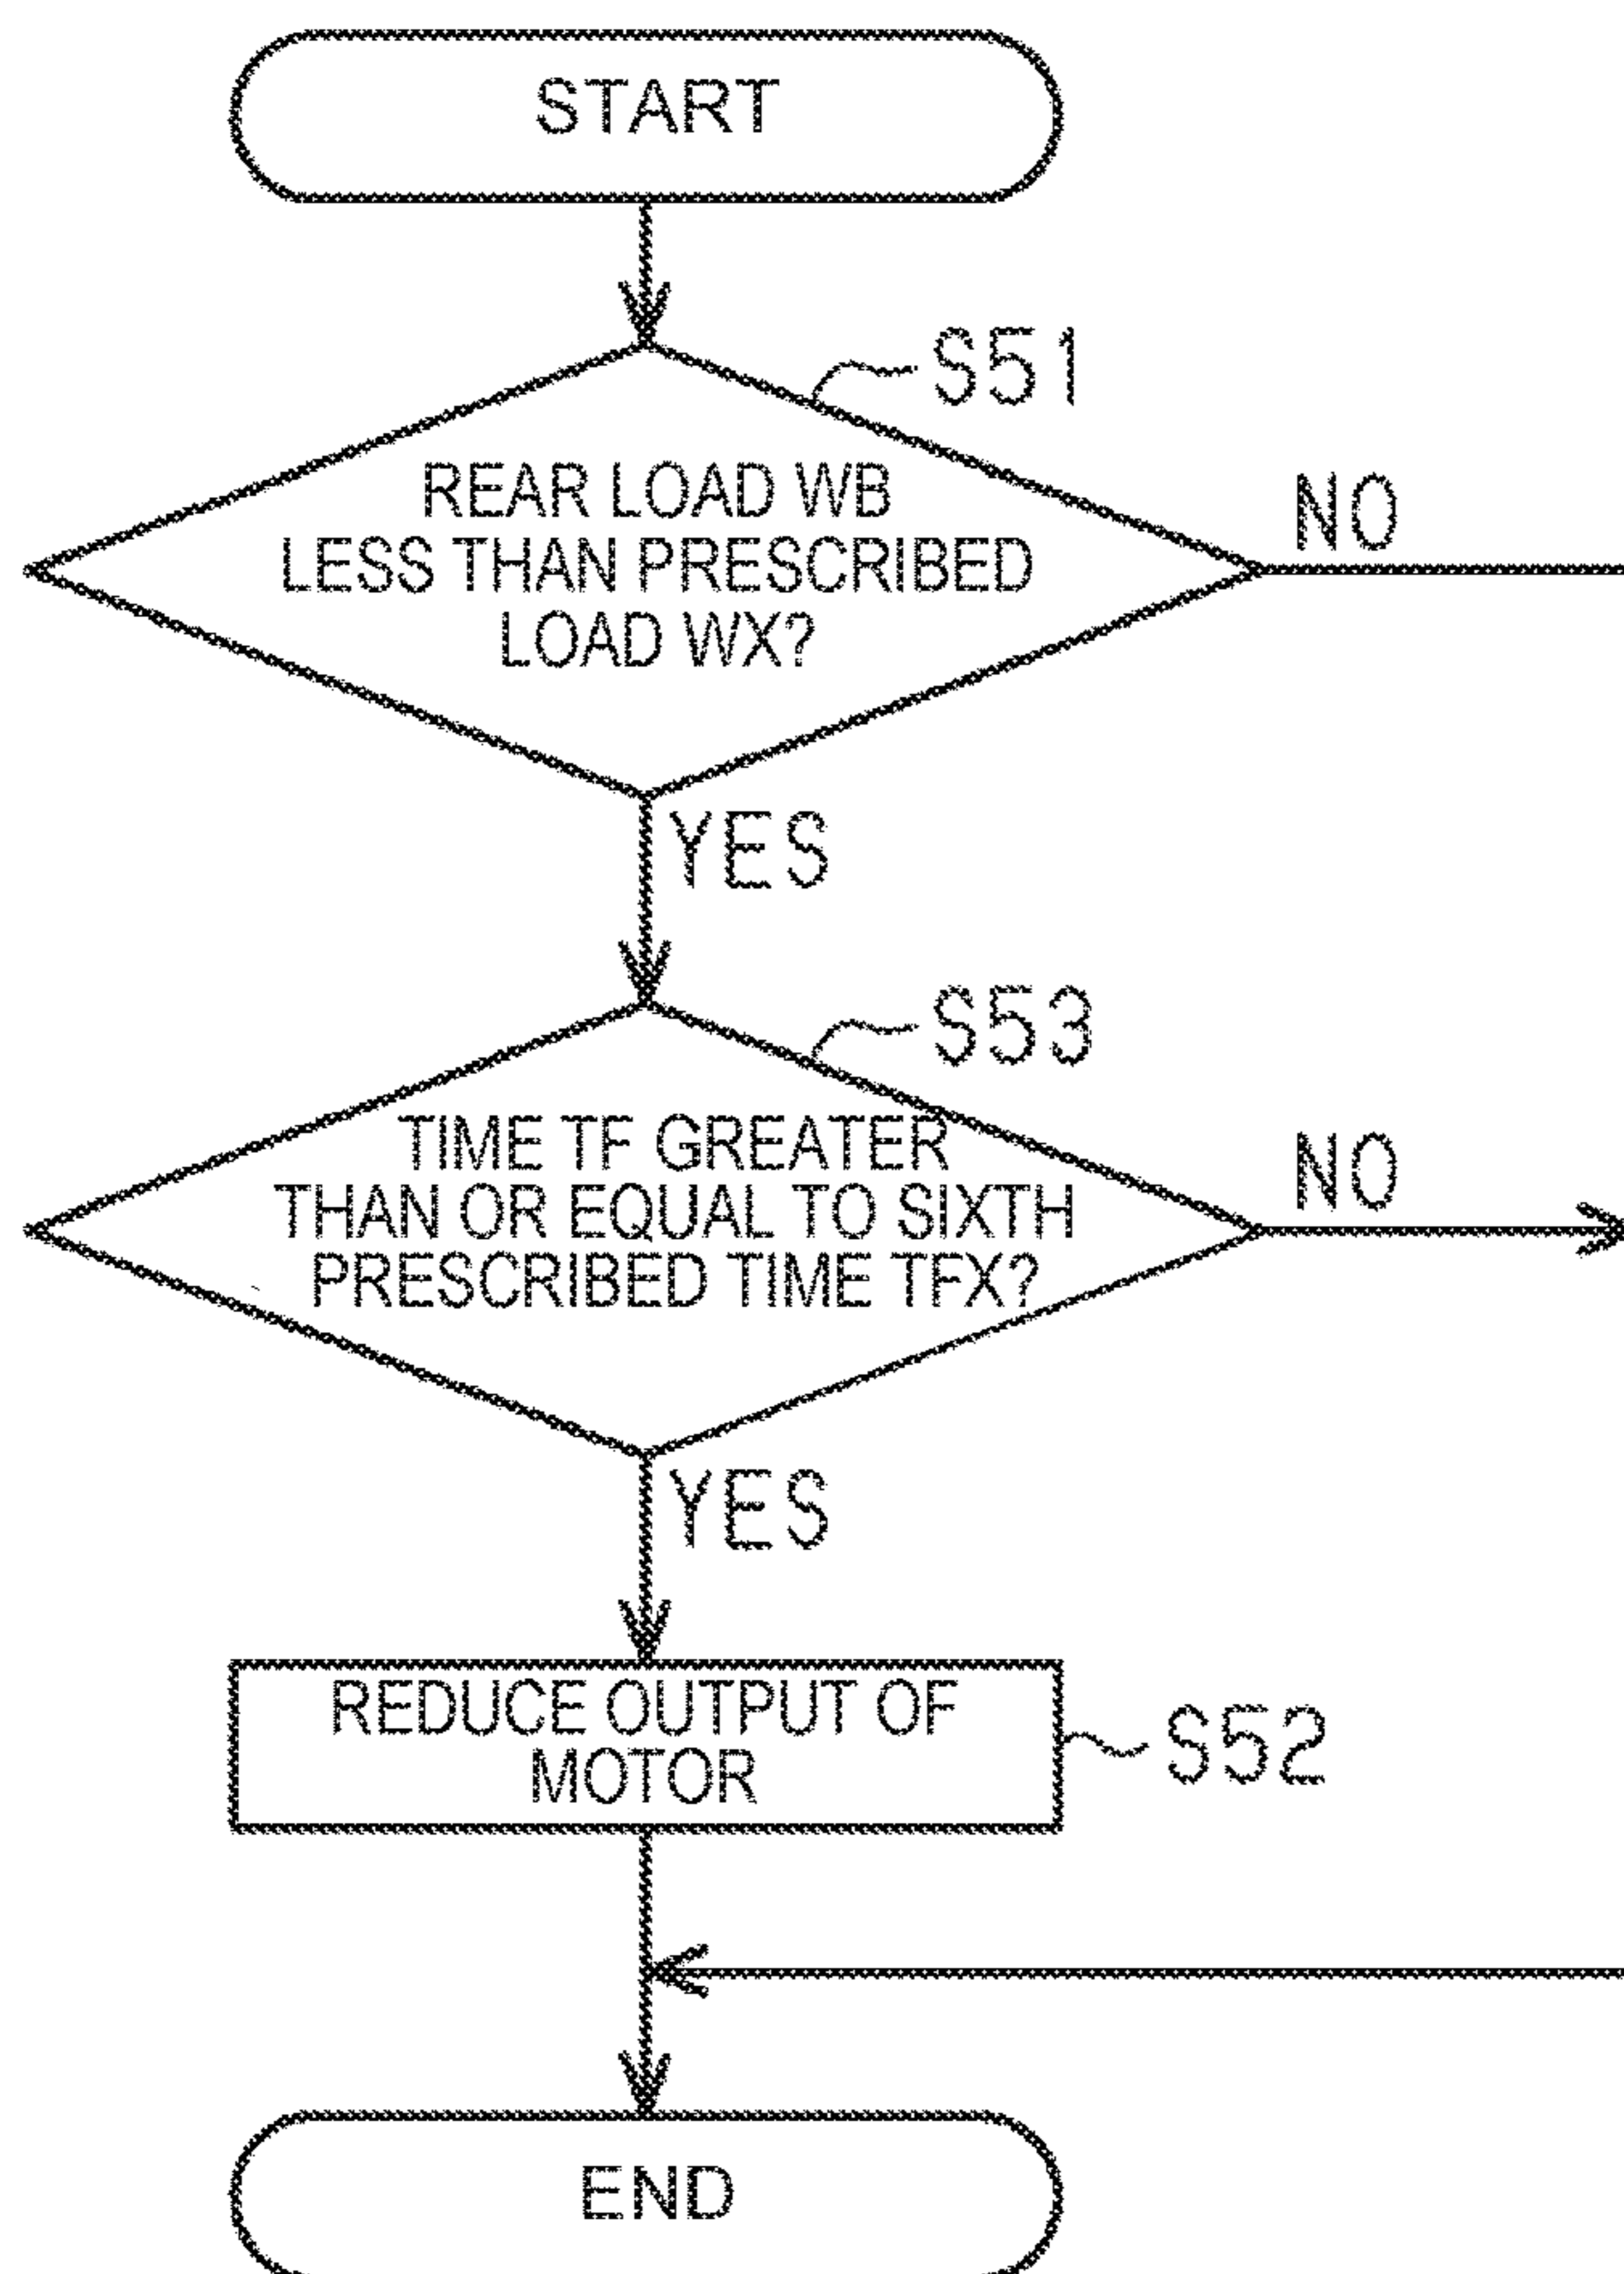 START
S51
REAR LOAD WB
LESS THAN PRESCRIBED
LOAD WX?
NO
YES
S53
TIME TF GREATER
THAN OR EQUAL TO SIXTH
PRESCRIBED TIME TFX?
NO
YES
REDUCE OUTPUT OF
MOTOR
S52
END